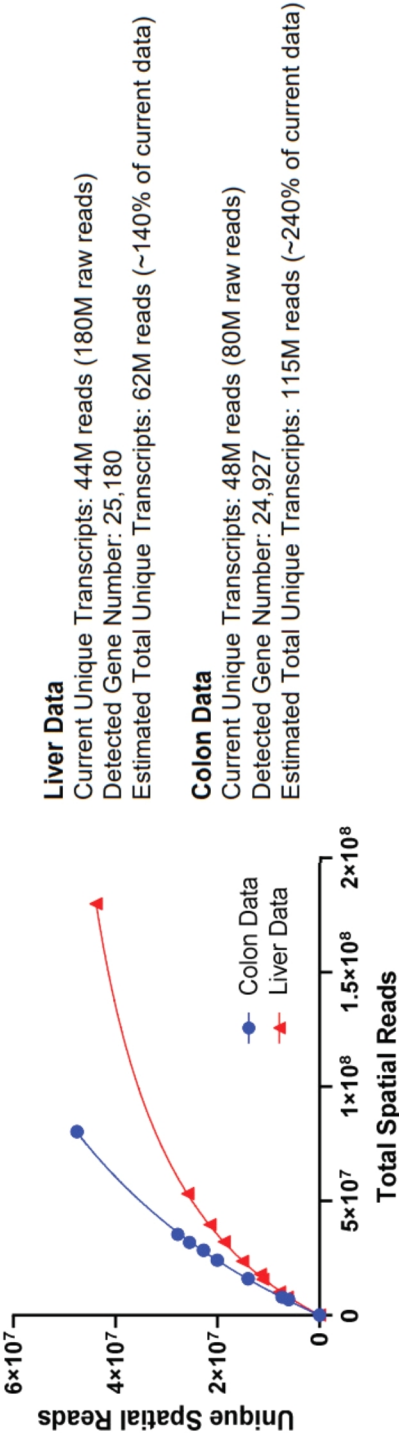 6×10⁷
4×10⁷
2×10⁷
0
Unique Spatial Reads
0
5×10⁷
1×10⁸
1.5×10⁸
2×10⁸
Total Spatial Reads
Colon Data
Liver Data
Liver Data
Current Unique Transcripts: 44M reads (180M raw reads)
Detected Gene Number: 25,180
Estimated Total Unique Transcripts: 62M reads (~140% of current data)
Colon Data
Current Unique Transcripts: 48M reads (80M raw reads)
Detected Gene Number: 24,927
Estimated Total Unique Transcripts: 115M reads (~240% of current data)